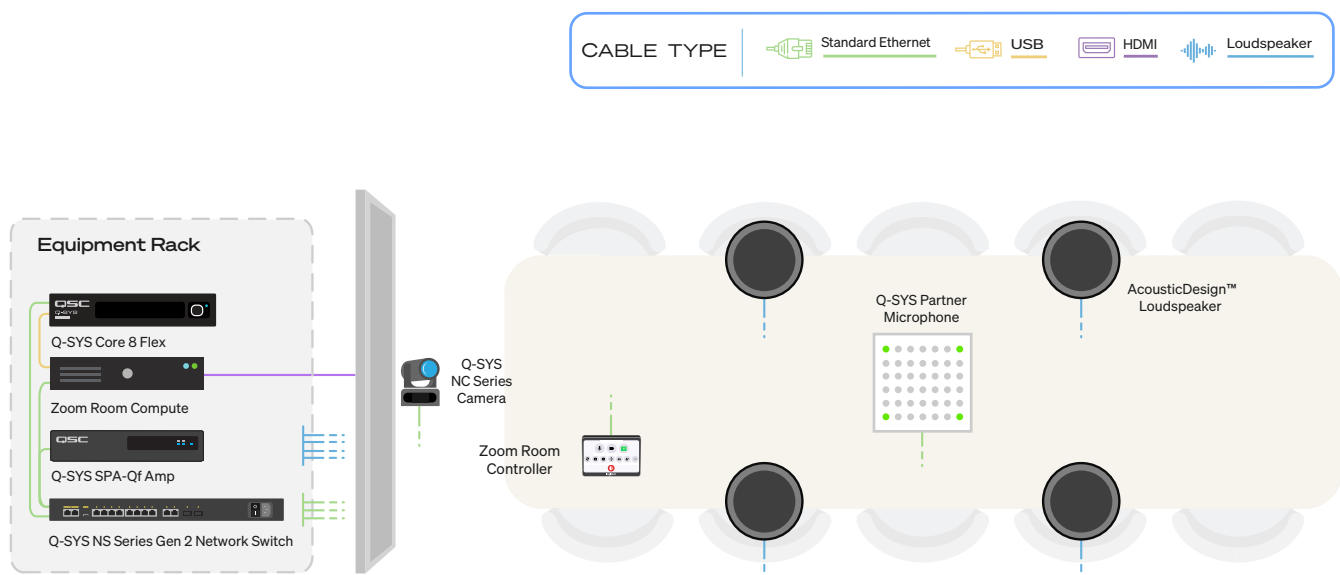 CABLE TYPE
Standard Ethernet
USB
HDMI
Loudspeaker
Equipment Rack
QSC
Q-SYS
Q-SYS Core 8 Flex
Zoom Room Compute
QSC
Q-SYS SPA-Qf Amp
Q-SYS NS Series Gen 2 Network Switch
Q-SYS
NC Series
Camera
Zoom Room
Controller
Q-SYS Partner
Microphone
AcousticDesign™
Loudspeaker